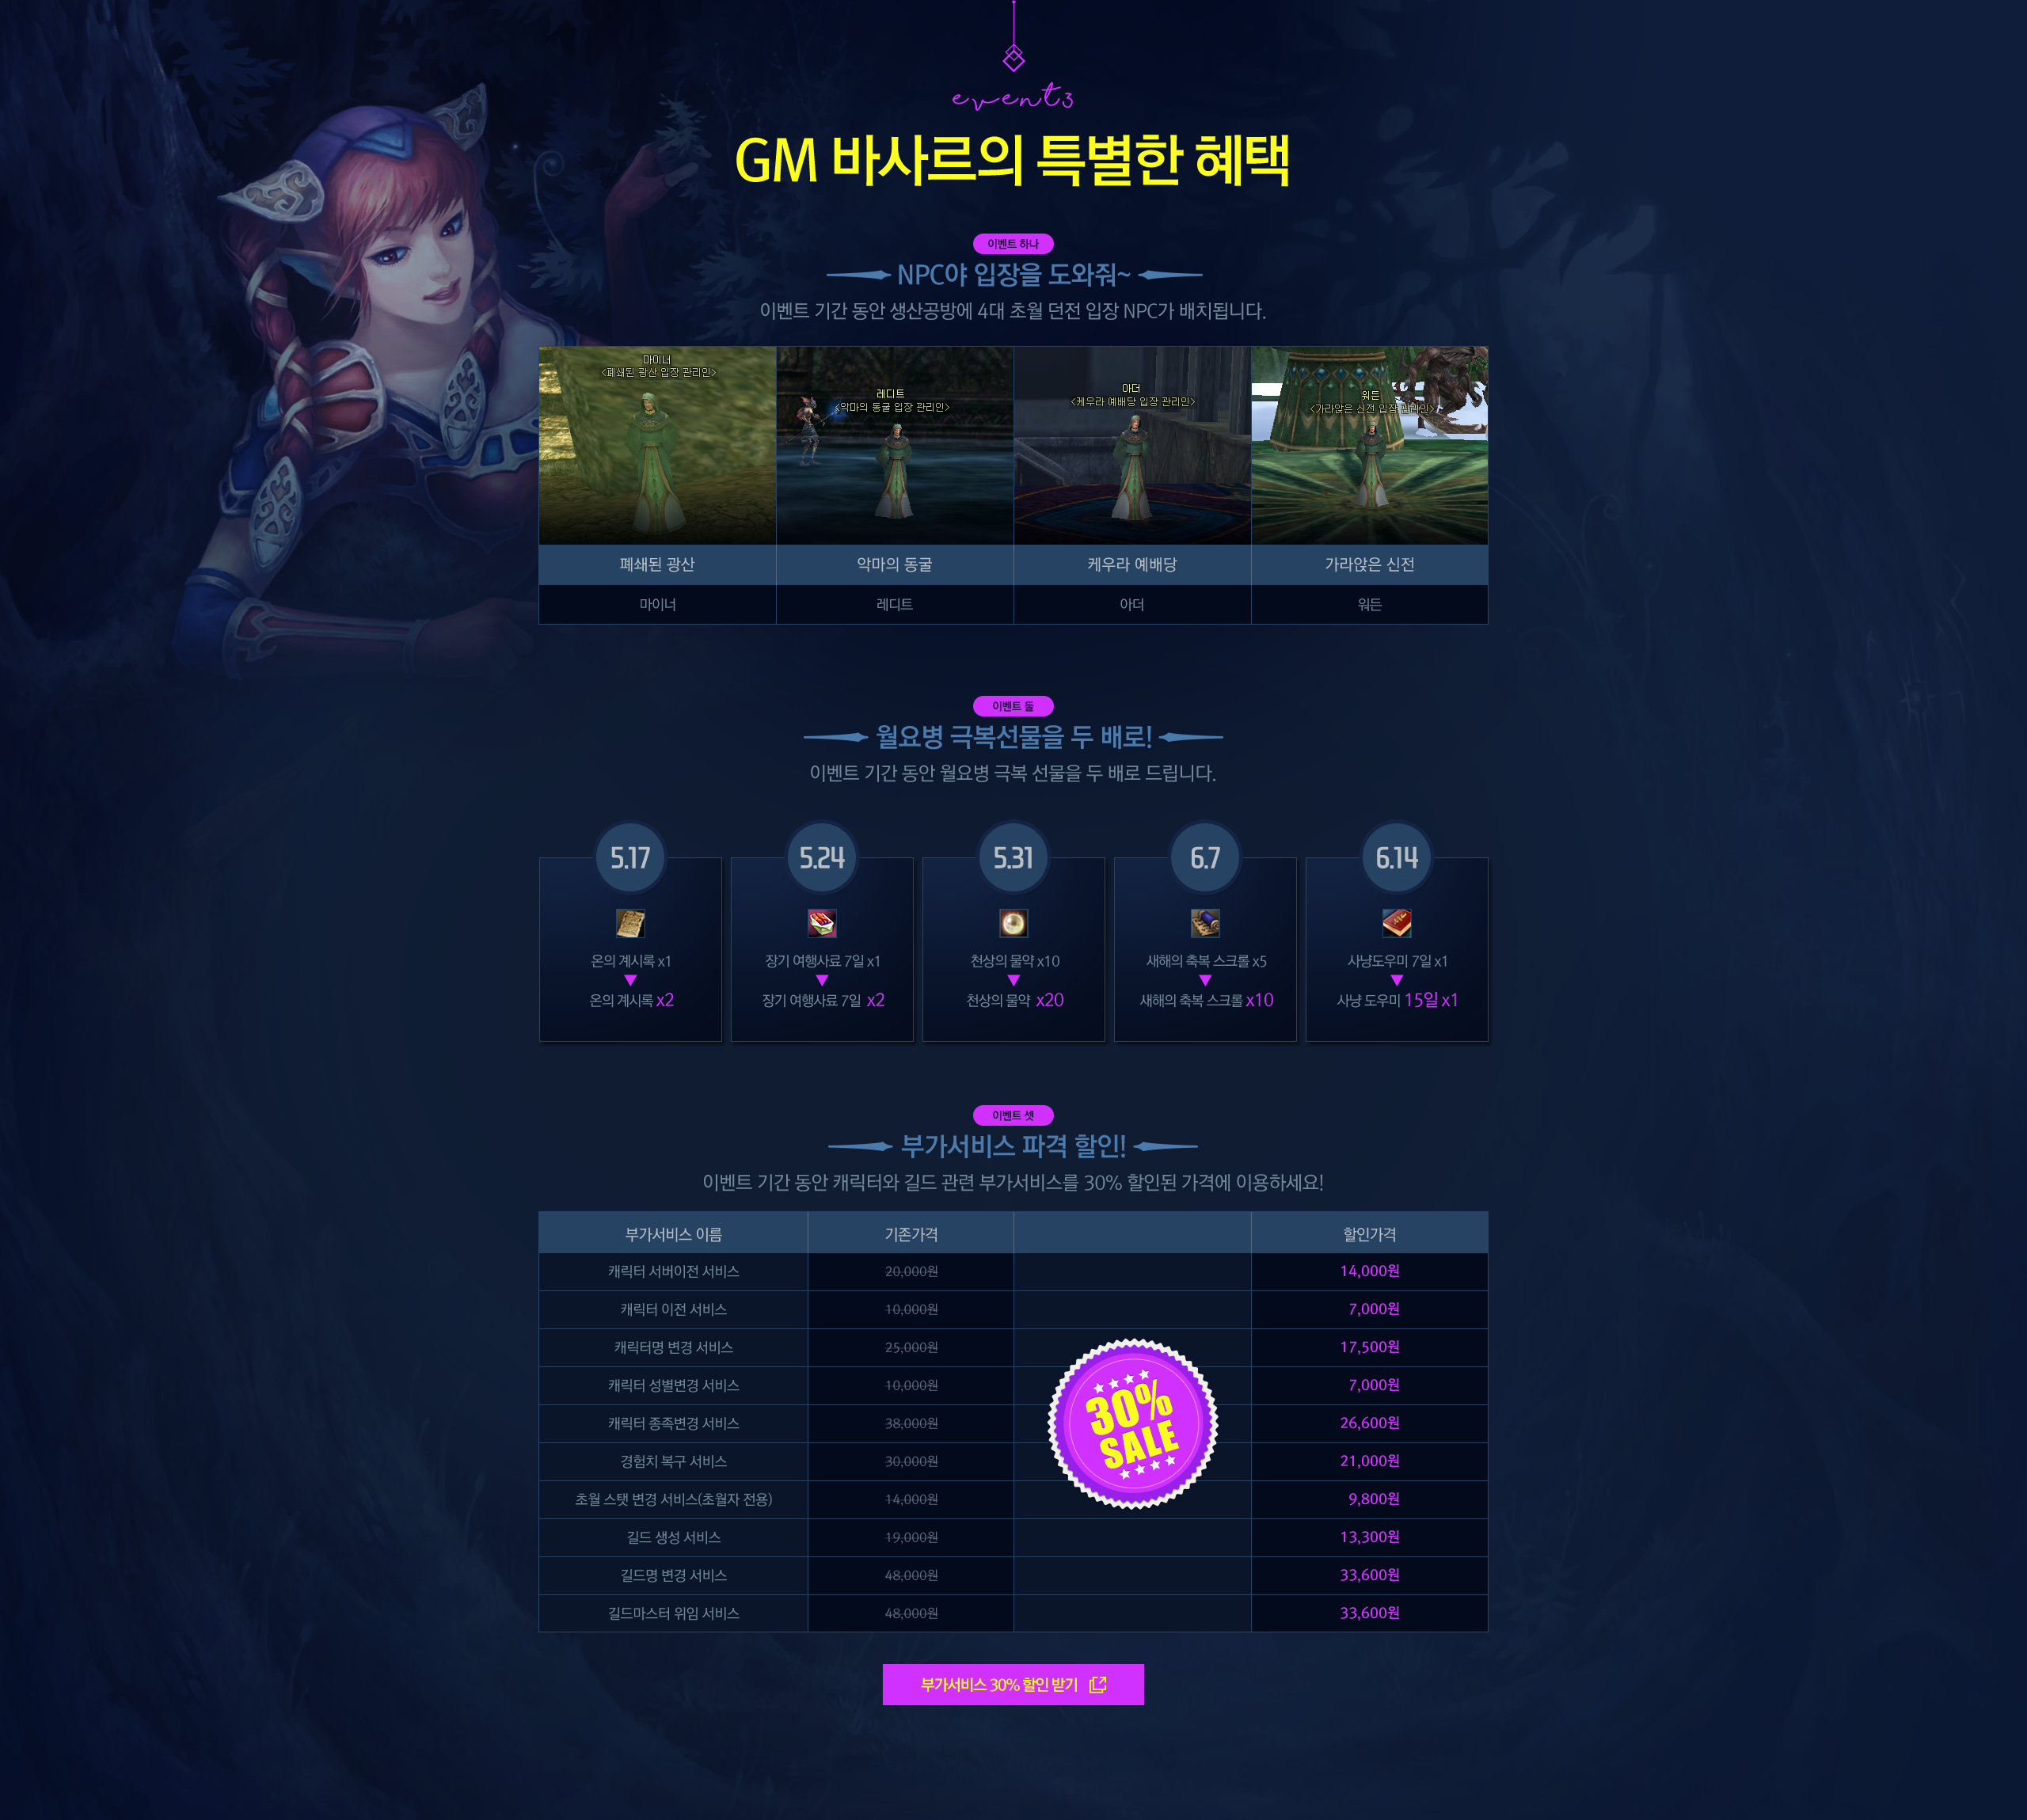 event3
GM 바사르의 특별한 혜택
이벤트 하나
NPC야 입장을 도와줘~
이벤트 기간 동안 생산공방에 4대 초월 던전 입장 NPC가 배치됩니다.
마이너
<폐쇄된 광산 입장 관리인>
레디트
<악마의 동굴 입장 관리인>
아더
<케우라 예배당 입장 관리인>
워든
<가라앉은 신전 입장 관리인>
폐쇄된 광산 악마의 동굴 케우라 예배당 가라앉은 신전
마이너 레디트 아더 워든
이벤트 둘
월요병 극복선물을 두 배로!
이벤트 기간 동안 월요병 극복 선물을 두 배로 드립니다.
5.17 5.24 5.31 6.7 6.14
온의 계시록 x1 장기 여행사료 7일 x1 천상의 물약 x10 새해의 축복 스크롤 x5 사냥도우미 7일 x1
온의 계시록 x2 장기 여행사료 7일 x2 천상의 물약 x20 새해의 축복 스크롤 x10 사냥 도우미 15일 x1
이벤트 셋
부가서비스 파격 할인!
이벤트 기간 동안 캐릭터와 길드 관련 부가서비스를 30% 할인된 가격에 이용하세요!
부가서비스 이름 기존가격 할인가격
캐릭터 서버이전 서비스 20,000원 14,000원
캐릭터 이전 서비스 10,000원 7,000원
캐릭터명 변경 서비스 25,000원 17,500원
캐릭터 성별변경 서비스 10,000원 7,000원
캐릭터 종족변경 서비스 38,000원 26,600원
경험치 복구 서비스 30,000원 21,000원
초월 스탯 변경 서비스(초월자 전용) 14,000원 9,800원
길드 생성 서비스 19,000원 13,300원
길드명 변경 서비스 48,000원 33,600원
길드마스터 위임 서비스 48,000원 33,600원
30%
SALE
부가서비스 30% 할인 받기